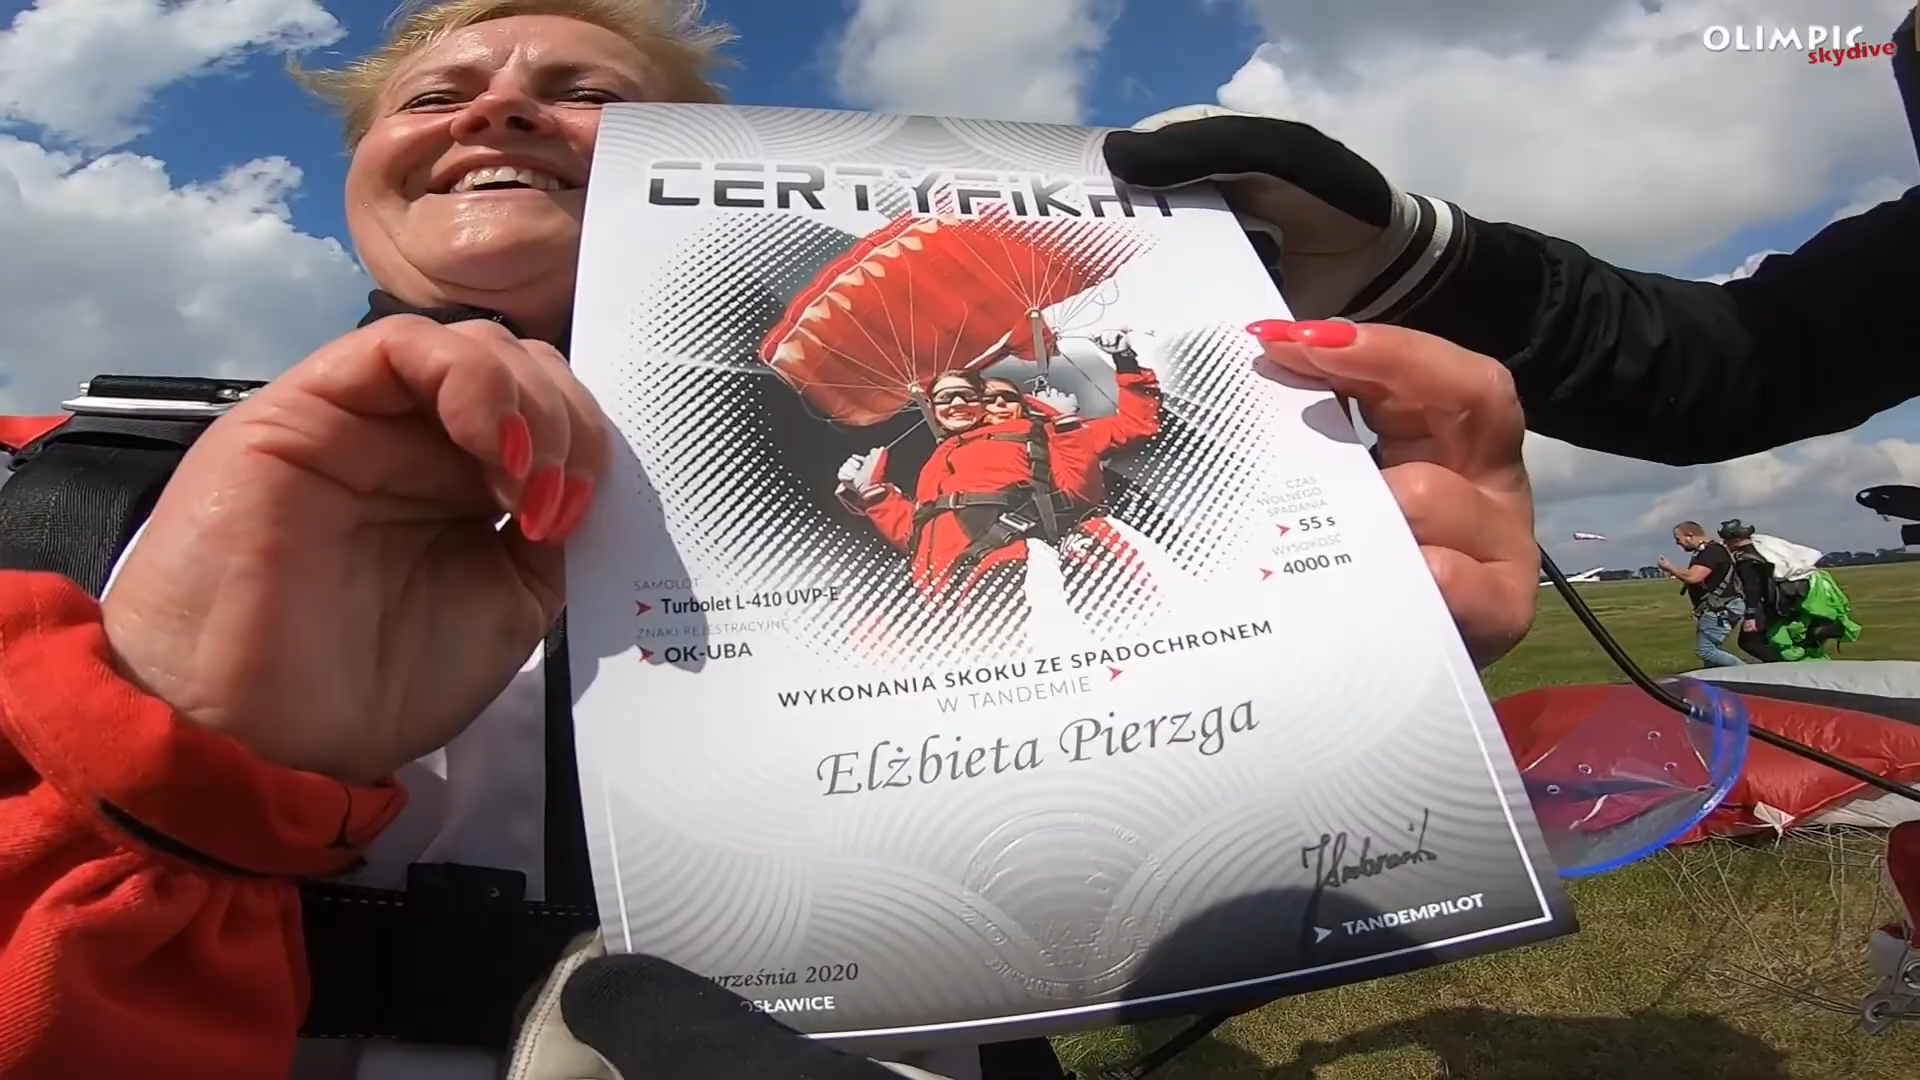 OLIMPIC
skydive
CERTYFIKAT
CZAS
WOLNEGO
SPADANIA
55 s
WYSOKOŚĆ
4000 m
SAMOLOT
Turbolet L-410 UVP-E
ZNAKI REJESTRACYJNE
OK-UBA
WYKONANIA SKOKU ZE SPADOCHRONEM
W TANDEMIE
Elżbieta Pierzga
TANDEMPILOT
września 2020
OSŁAWICE